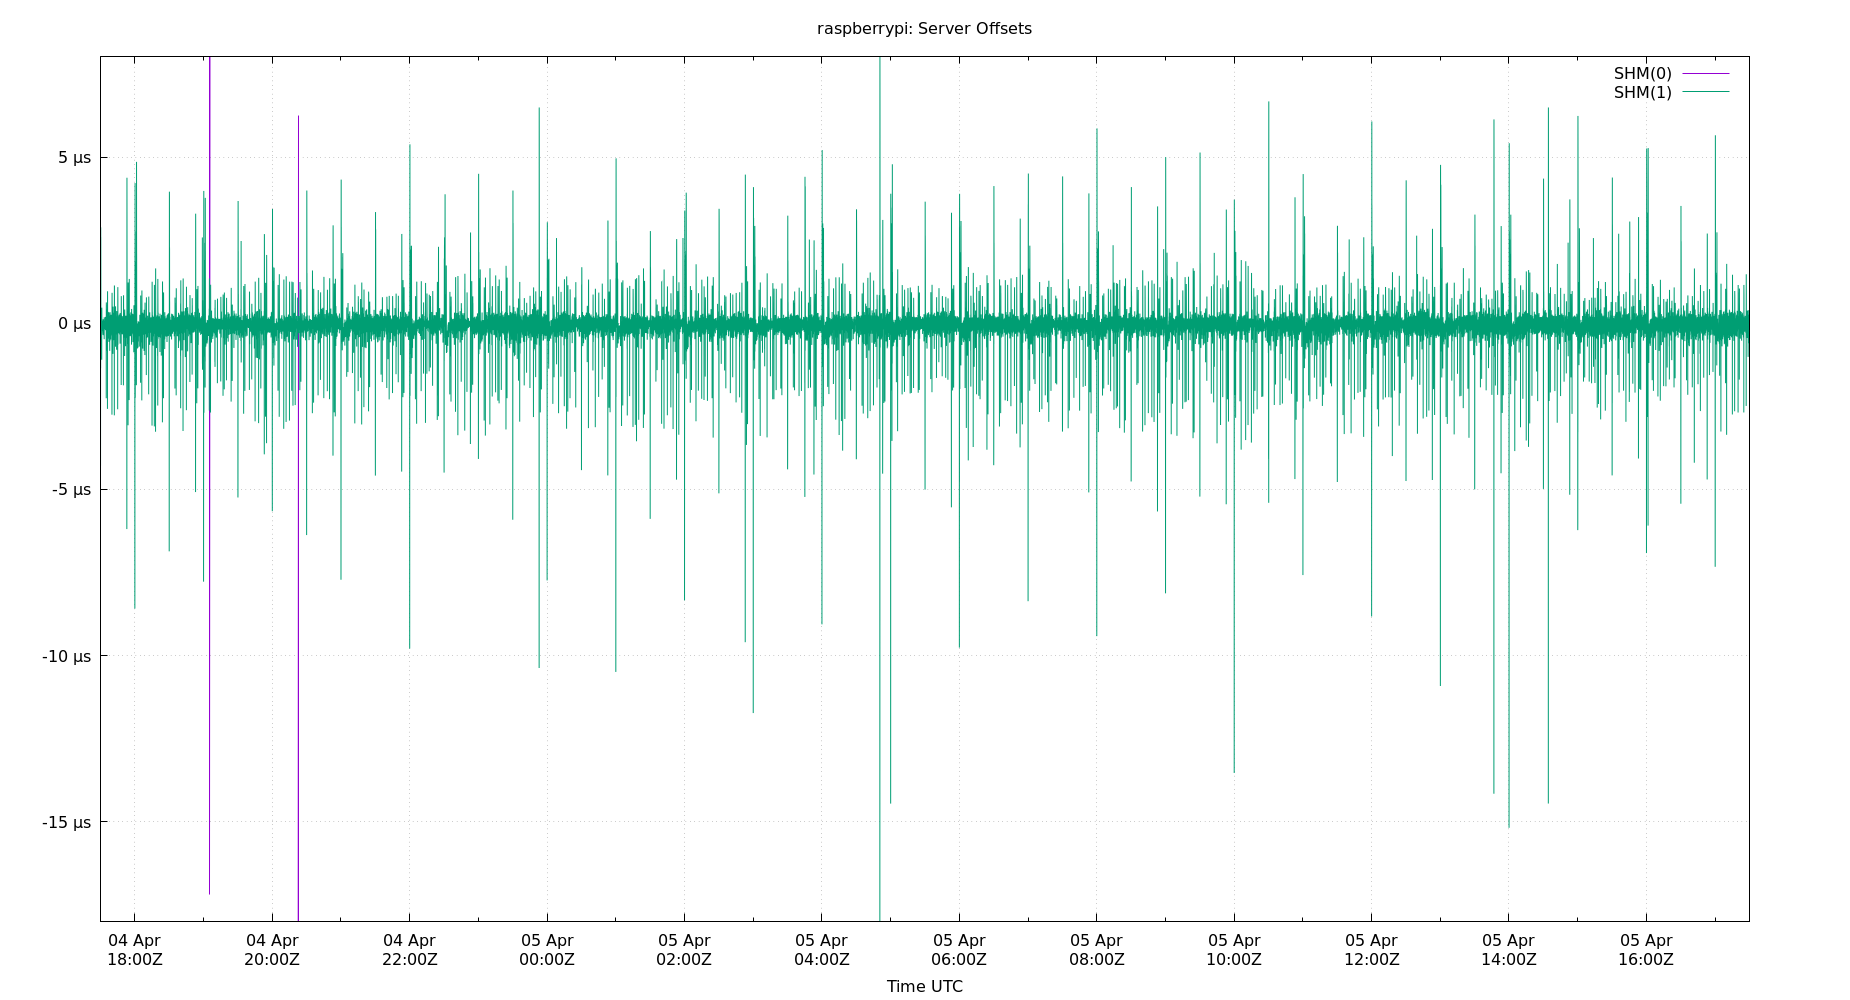 raspberrypi: Server Offsets
SHM(0)
SHM(1)
5 µs
0 µs
-5 µs
-10 µs
-15 µs
04 Apr 04 Apr 04 Apr 05 Apr 05 Apr 05 Apr 05 Apr 05 Apr 05 Apr 05 Apr 05 Apr 05 Apr
18:00Z 20:00Z 22:00Z 00:00Z 02:00Z 04:00Z 06:00Z 08:00Z 10:00Z 12:00Z 14:00Z 16:00Z
Time UTC